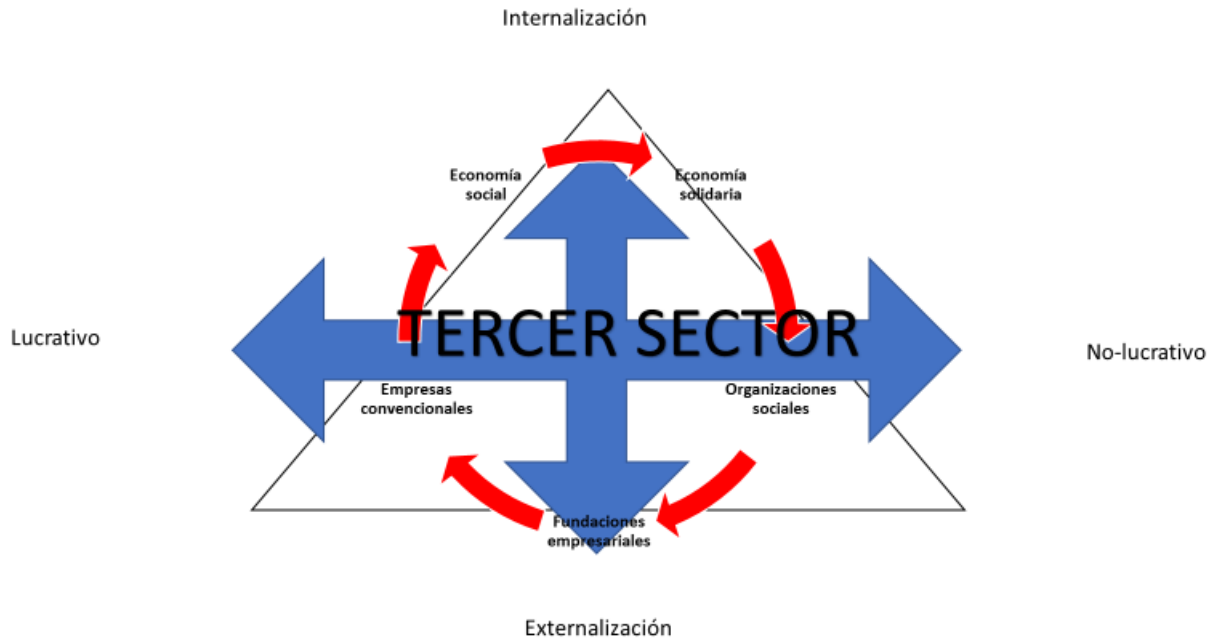 Internalización
Economía
social
Economía
solidaria
TERCER SECTOR
Lucrativo
No-lucrativo
Empresas
convencionales
Organizaciones
sociales
Fundaciones
empresariales
Externalización